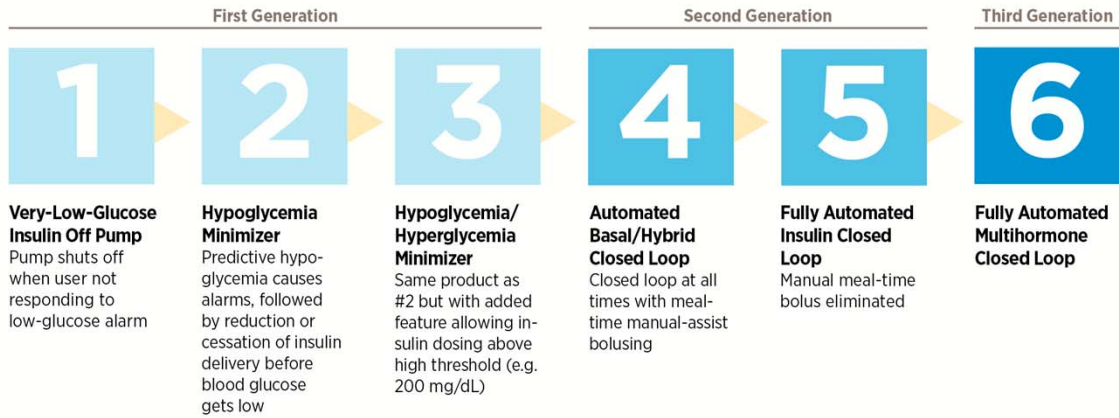 First Generation
Second Generation
Third Generation
1
2
3
4
5
6
Very-Low-Glucose
Insulin Off Pump
Pump shuts off
when user not
responding to
low-glucose alarm
Hypoglycemia
Minimizer
Predictive hypo-
glycemia causes
alarms, followed
by reduction or
cessation of insulin
delivery before
blood glucose
gets low
Hypoglycemia/
Hyperglycemia
Minimizer
Same product as
#2 but with added
feature allowing in-
sulin dosing above
high threshold (e.g.
200 mg/dL)
Automated
Basal/Hybrid
Closed Loop
Closed loop at all
times with meal-
time manual-assist
bolusing
Fully Automated
Insulin Closed
Loop
Manual meal-time
bolus eliminated
Fully Automated
Multihormone
Closed Loop